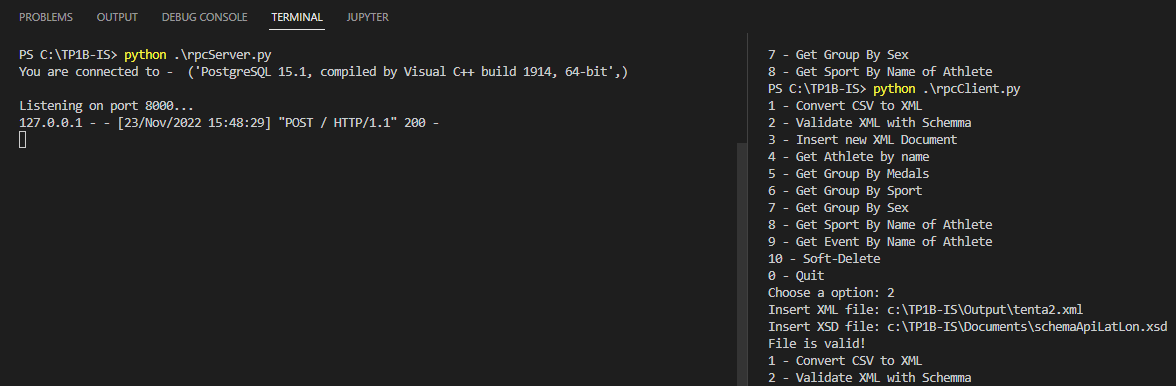 PROBLEMS OUTPUT DEBUG CONSOLE TERMINAL JUPYTER
PS C:\TP1B-IS> python .\rpcServer.py
You are connected to -  ('PostgreSQL 15.1, compiled by Visual C++ build 1914, 64-bit',)
Listening on port 8000...
127.0.0.1 - - [23/Nov/2022 15:48:29] "POST / HTTP/1.1" 200 -
7 - Get Group By Sex
8 - Get Sport By Name of Athlete
PS C:\TP1B-IS> python .\rpcClient.py
1 - Convert CSV to XML
2 - Validate XML with Schemma
3 - Insert new XML Document
4 - Get Athlete by name
5 - Get Group By Medals
6 - Get Group By Sport
7 - Get Group By Sex
8 - Get Sport By Name of Athlete
9 - Get Event By Name of Athlete
10 - Soft-Delete
0 - Quit
Choose a option: 2
Insert XML file: c:\TP1B-IS\Output\tenta2.xml
Insert XSD file: c:\TP1B-IS\Documents\schemaApiLatLon.xsd
File is valid!
1 - Convert CSV to XML
2 - Validate XML with Schemma